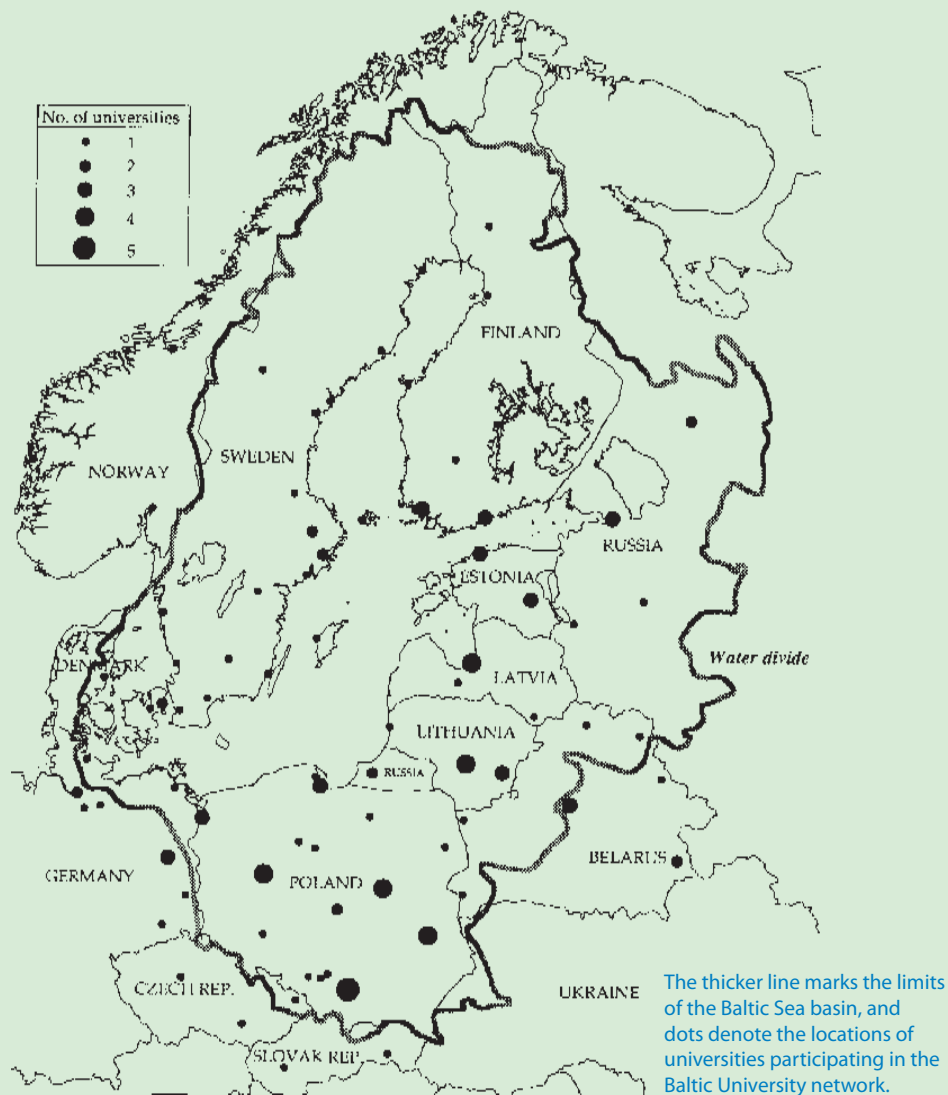 No. of universities
1
2
3
4
5
FINLAND
NORWAY
SWEDEN
RUSSIA
ESTONIA
DENMARK
Water divide
LATVIA
LITHUANIA
RUSSIA
BELARUS
GERMANY
POLAND
CZECH REP.
UKRAINE
SLOVAK REP.
The thicker line marks the limits
of the Baltic Sea basin, and
dots denote the locations of
universities participating in the
Baltic University network.